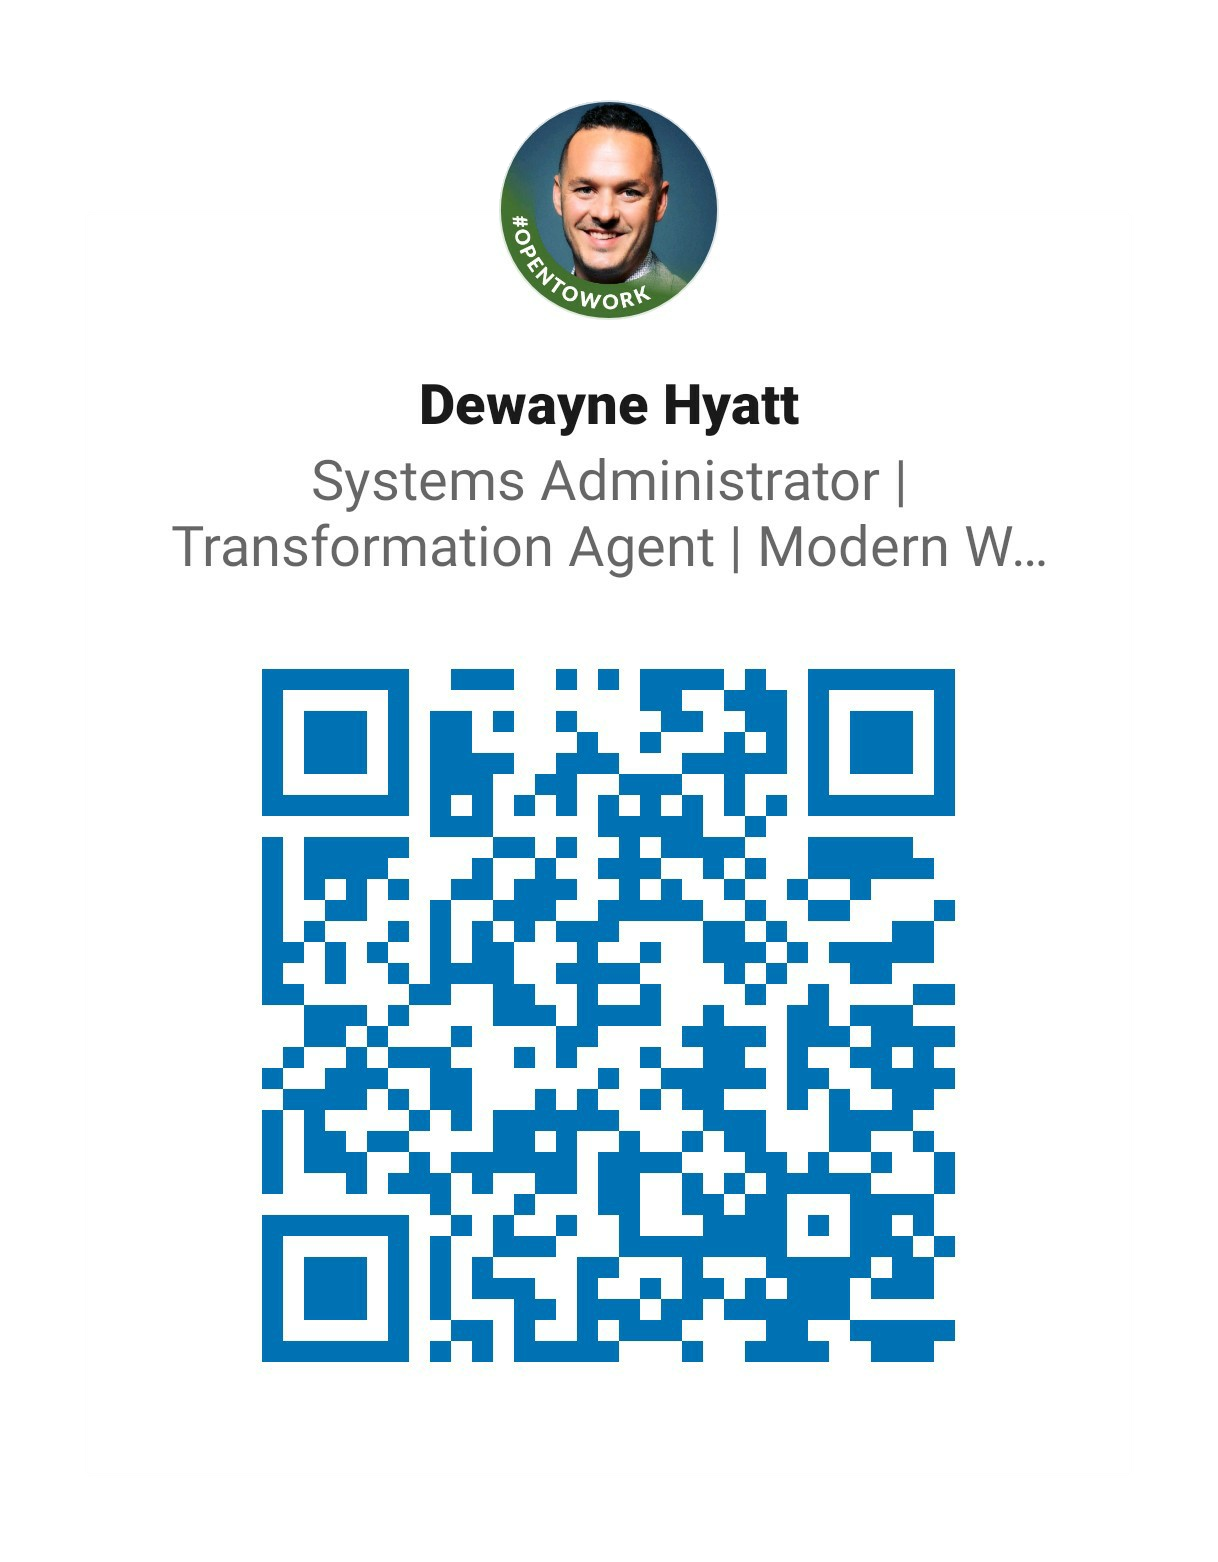 #OPENTOWORK
Dewayne Hyatt
Systems Administrator |
Transformation Agent | Modern W...